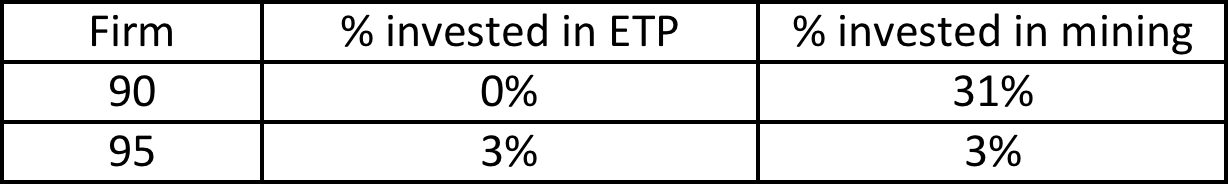 Firm % invested in ETP % invested in mining
90 0% 31%
95 3% 3%